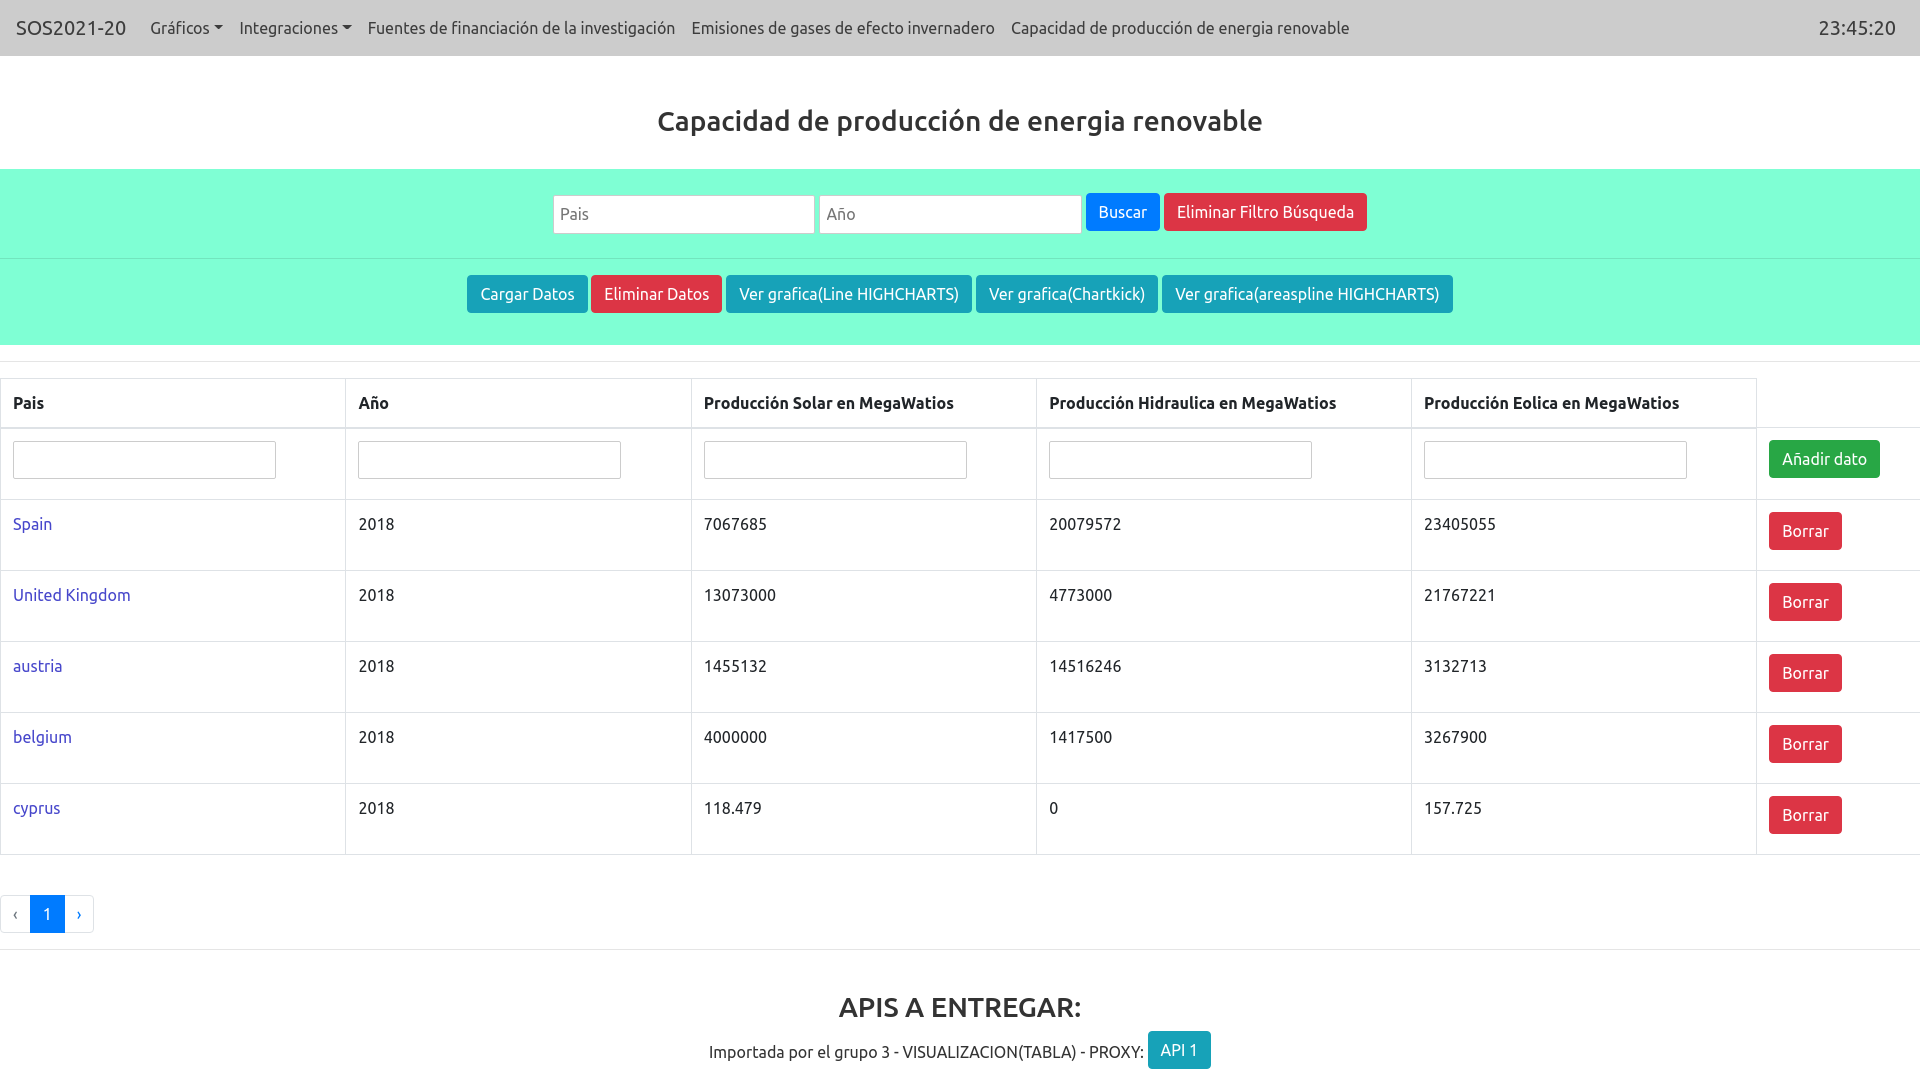 SOS2021-20 Gráficos Integraciones Fuentes de financiación de la investigación Emisiones de gases de efecto invernadero Capacidad de producción de energia renovable 23:45:20
Capacidad de producción de energia renovable
Pais Año Buscar Eliminar Filtro Búsqueda
Cargar Datos Eliminar Datos Ver grafica(Line HIGHCHARTS) Ver grafica(Chartkick) Ver grafica(areaspline HIGHCHARTS)
Pais Año Producción Solar en MegaWatios Producción Hidraulica en MegaWatios Producción Eolica en MegaWatios
Añadir dato
Spain 2018 7067685 20079572 23405055 Borrar
United Kingdom 2018 13073000 4773000 21767221 Borrar
austria 2018 1455132 14516246 3132713 Borrar
belgium 2018 4000000 1417500 3267900 Borrar
cyprus 2018 118.479 0 157.725 Borrar
‹ 1 ›
APIS A ENTREGAR:
Importada por el grupo 3 - VISUALIZACION(TABLA) - PROXY: API 1